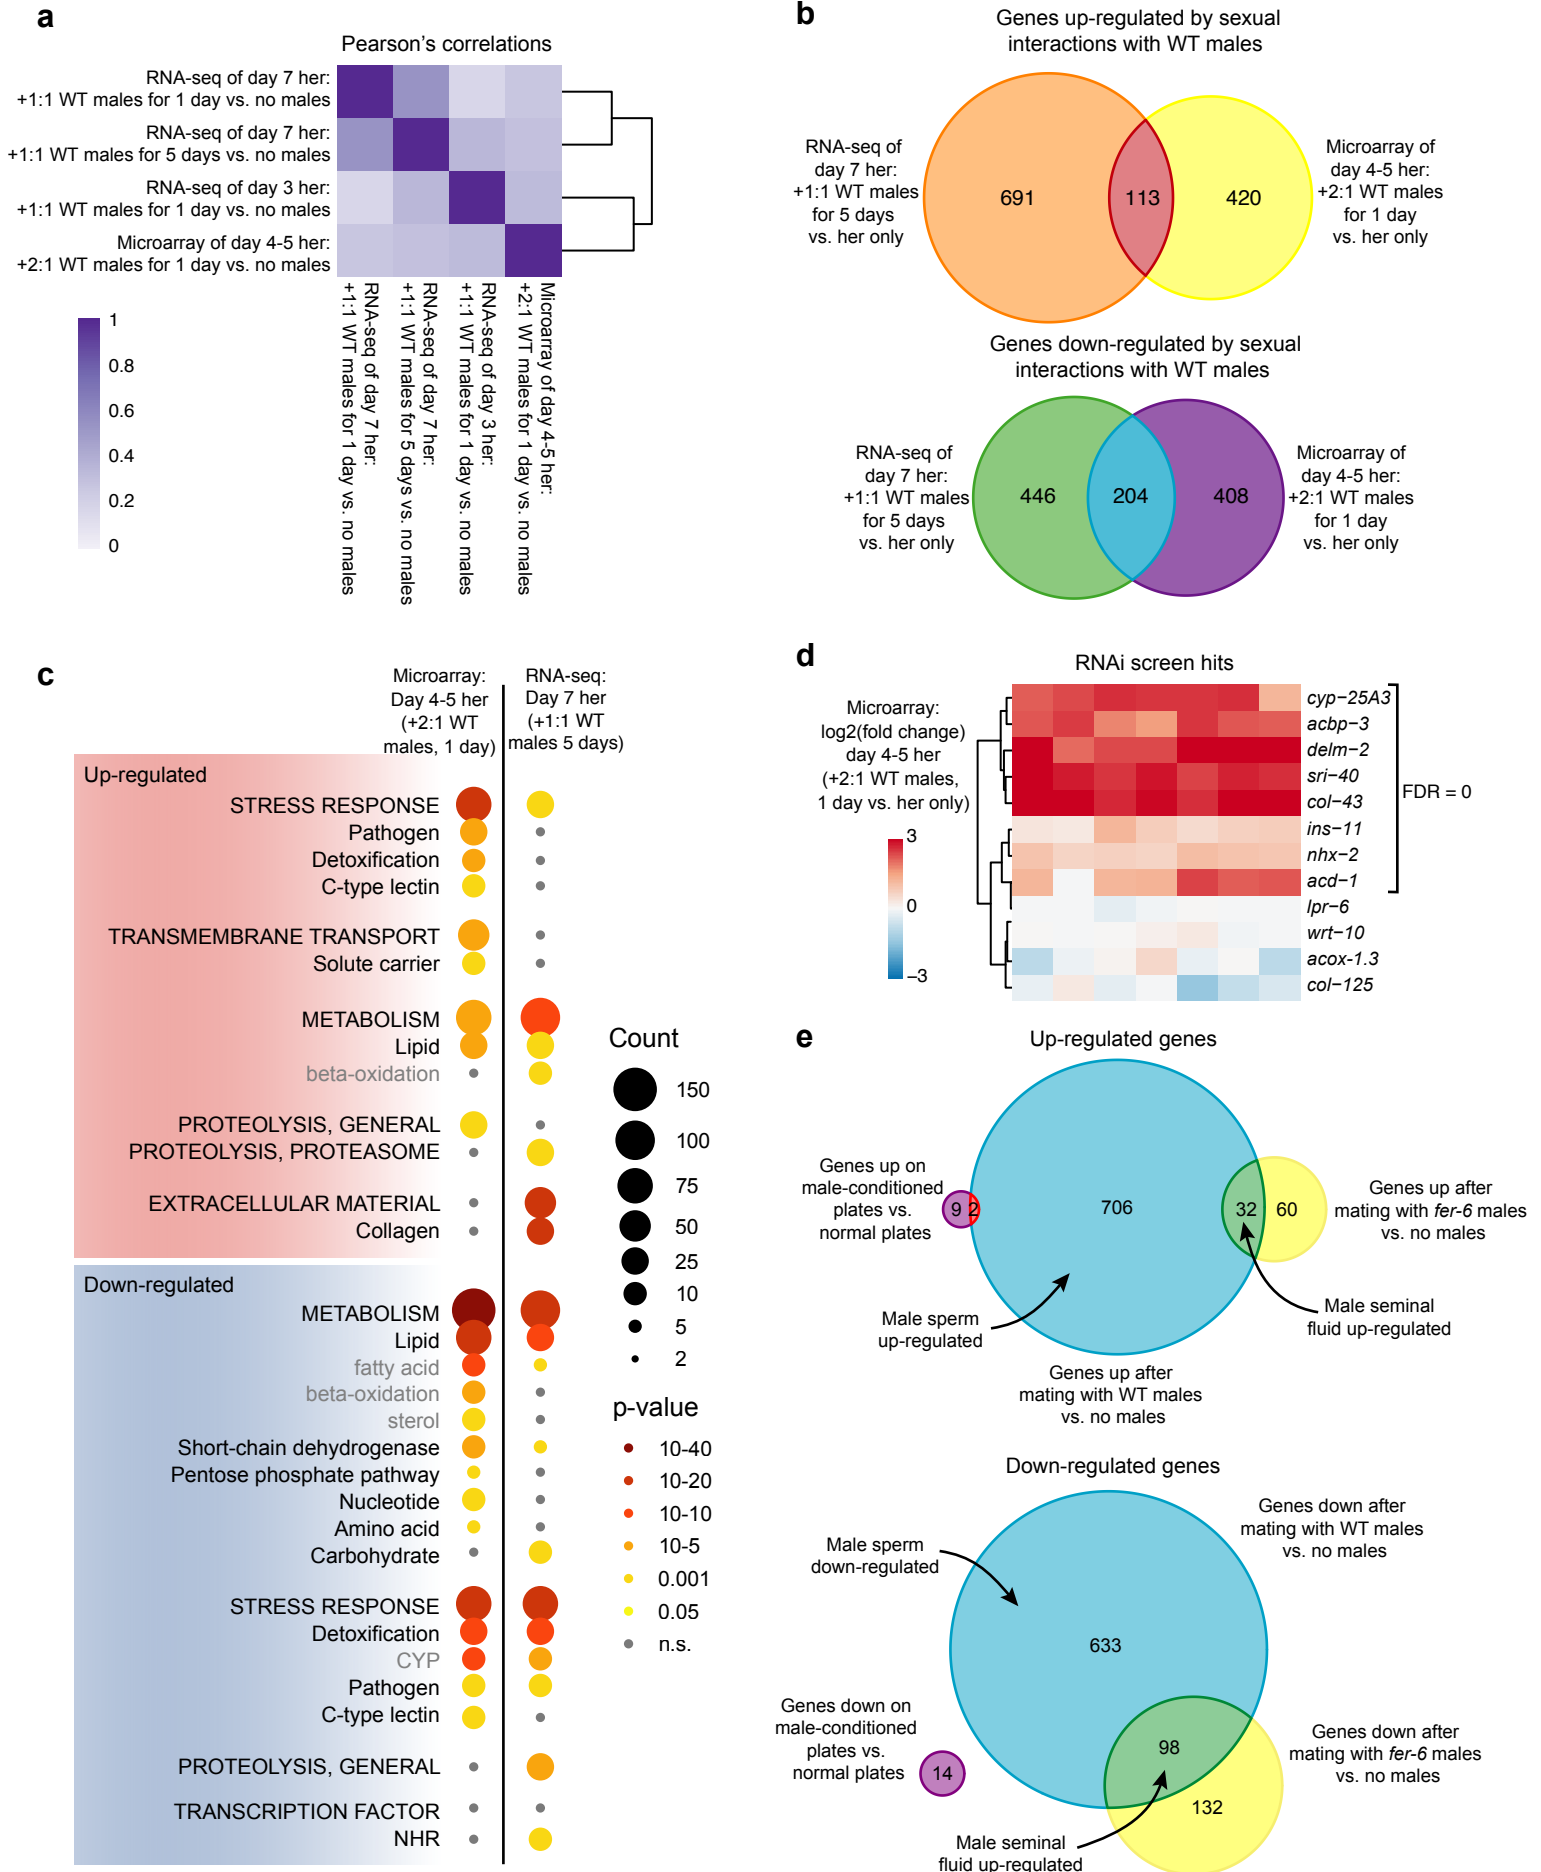 a
Pearson's correlations
RNA-seq of day 7 her:
+1:1 WT males for 1 day vs. no males
RNA-seq of day 7 her:
+1:1 WT males for 5 days vs. no males
RNA-seq of day 3 her:
+1:1 WT males for 1 day vs. no males
Microarray of day 4-5 her:
+2:1 WT males for 1 day vs. no males
RNA-seq of day 7 her:
+1:1 WT males for 1 day vs. no males
RNA-seq of day 7 her:
+1:1 WT males for 5 days vs. no males
RNA-seq of day 3 her:
+1:1 WT males for 1 day vs. no males
Microarray of day 4-5 her:
+2:1 WT males for 1 day vs. no males
1
0.8
0.6
0.4
0.2
0
b
Genes up-regulated by sexual
interactions with WT males
RNA-seq of
day 7 her:
+1:1 WT males
for 5 days
vs. her only
691
113
420
Microarray of
day 4-5 her:
+2:1 WT males
for 1 day
vs. her only
Genes down-regulated by sexual
interactions with WT males
RNA-seq of
day 7 her:
+1:1 WT males
for 5 days
vs. her only
446
204
408
Microarray of
day 4-5 her:
+2:1 WT males
for 1 day
vs. her only
c
Microarray:
Day 4-5 her
(+2:1 WT
males, 1 day)
RNA-seq:
Day 7 her
(+1:1 WT
males 5 days)
Up-regulated
STRESS RESPONSE
Pathogen
Detoxification
C-type lectin
TRANSMEMBRANE TRANSPORT
Solute carrier
METABOLISM
Lipid
beta-oxidation
PROTEOLYSIS, GENERAL
PROTEOLYSIS, PROTEASOME
EXTRACELLULAR MATERIAL
Collagen
Down-regulated
METABOLISM
Lipid
fatty acid
beta-oxidation
sterol
Short-chain dehydrogenase
Pentose phosphate pathway
Nucleotide
Amino acid
Carbohydrate
STRESS RESPONSE
Detoxification
CYP
Pathogen
C-type lectin
PROTEOLYSIS, GENERAL
TRANSCRIPTION FACTOR
NHR
Count
150
100
75
50
25
10
5
2
p-value
10-40
10-20
10-10
10-5
0.001
0.05
n.s.
d
RNAi screen hits
Microarray:
log2(fold change)
day 4-5 her
(+2:1 WT males,
1 day vs. her only)
3
0
−3
cyp−25A3
acbp−3
delm−2
sri−40
col−43
ins−11
nhx−2
acd−1
lpr−6
wrt−10
acox-1.3
col−125
FDR = 0
e
Up-regulated genes
Genes up on
male-conditioned
plates vs.
normal plates
9
2
706
32
60
Genes up after
mating with fer-6 males
vs. no males
Male sperm
up-regulated
Male seminal
fluid up-regulated
Genes up after
mating with WT males
vs. no males
Down-regulated genes
Genes down after
mating with WT males
vs. no males
Male sperm
down-regulated
633
Genes down on
male-conditioned
plates vs.
normal plates
14
98
132
Genes down after
mating with fer-6 males
vs. no males
Male seminal
fluid up-regulated